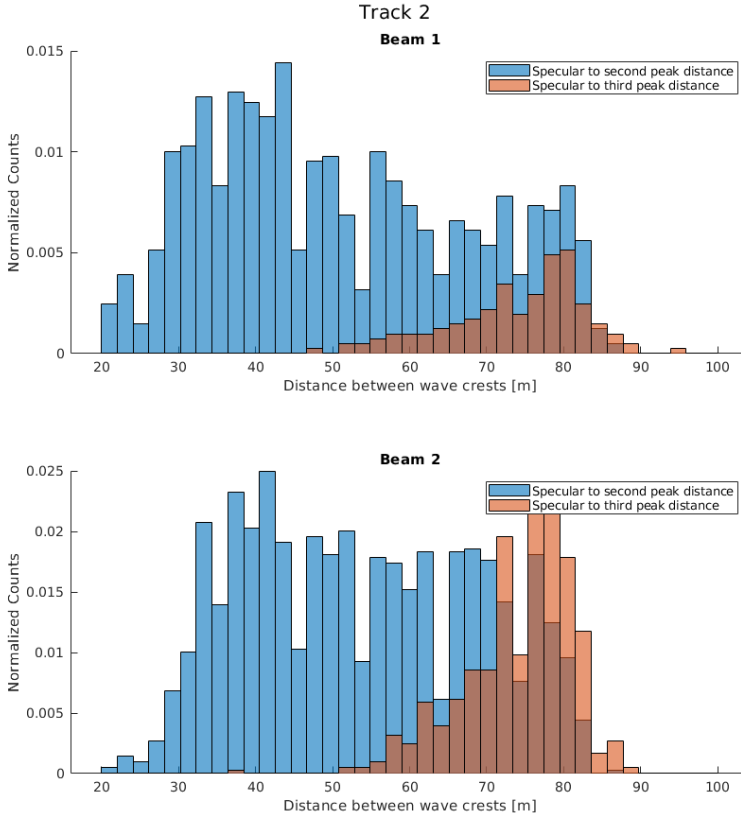 Track 2
Beam 1
Specular to second peak distance
Specular to third peak distance
Normalized Counts
0.015
0.01
0.005
0
20 30 40 50 60 70 80 90 100
Distance between wave crests [m]
Beam 2
Specular to second peak distance
Specular to third peak distance
Normalized Counts
0.025
0.02
0.015
0.01
0.005
0
20 30 40 50 60 70 80 90 100
Distance between wave crests [m]